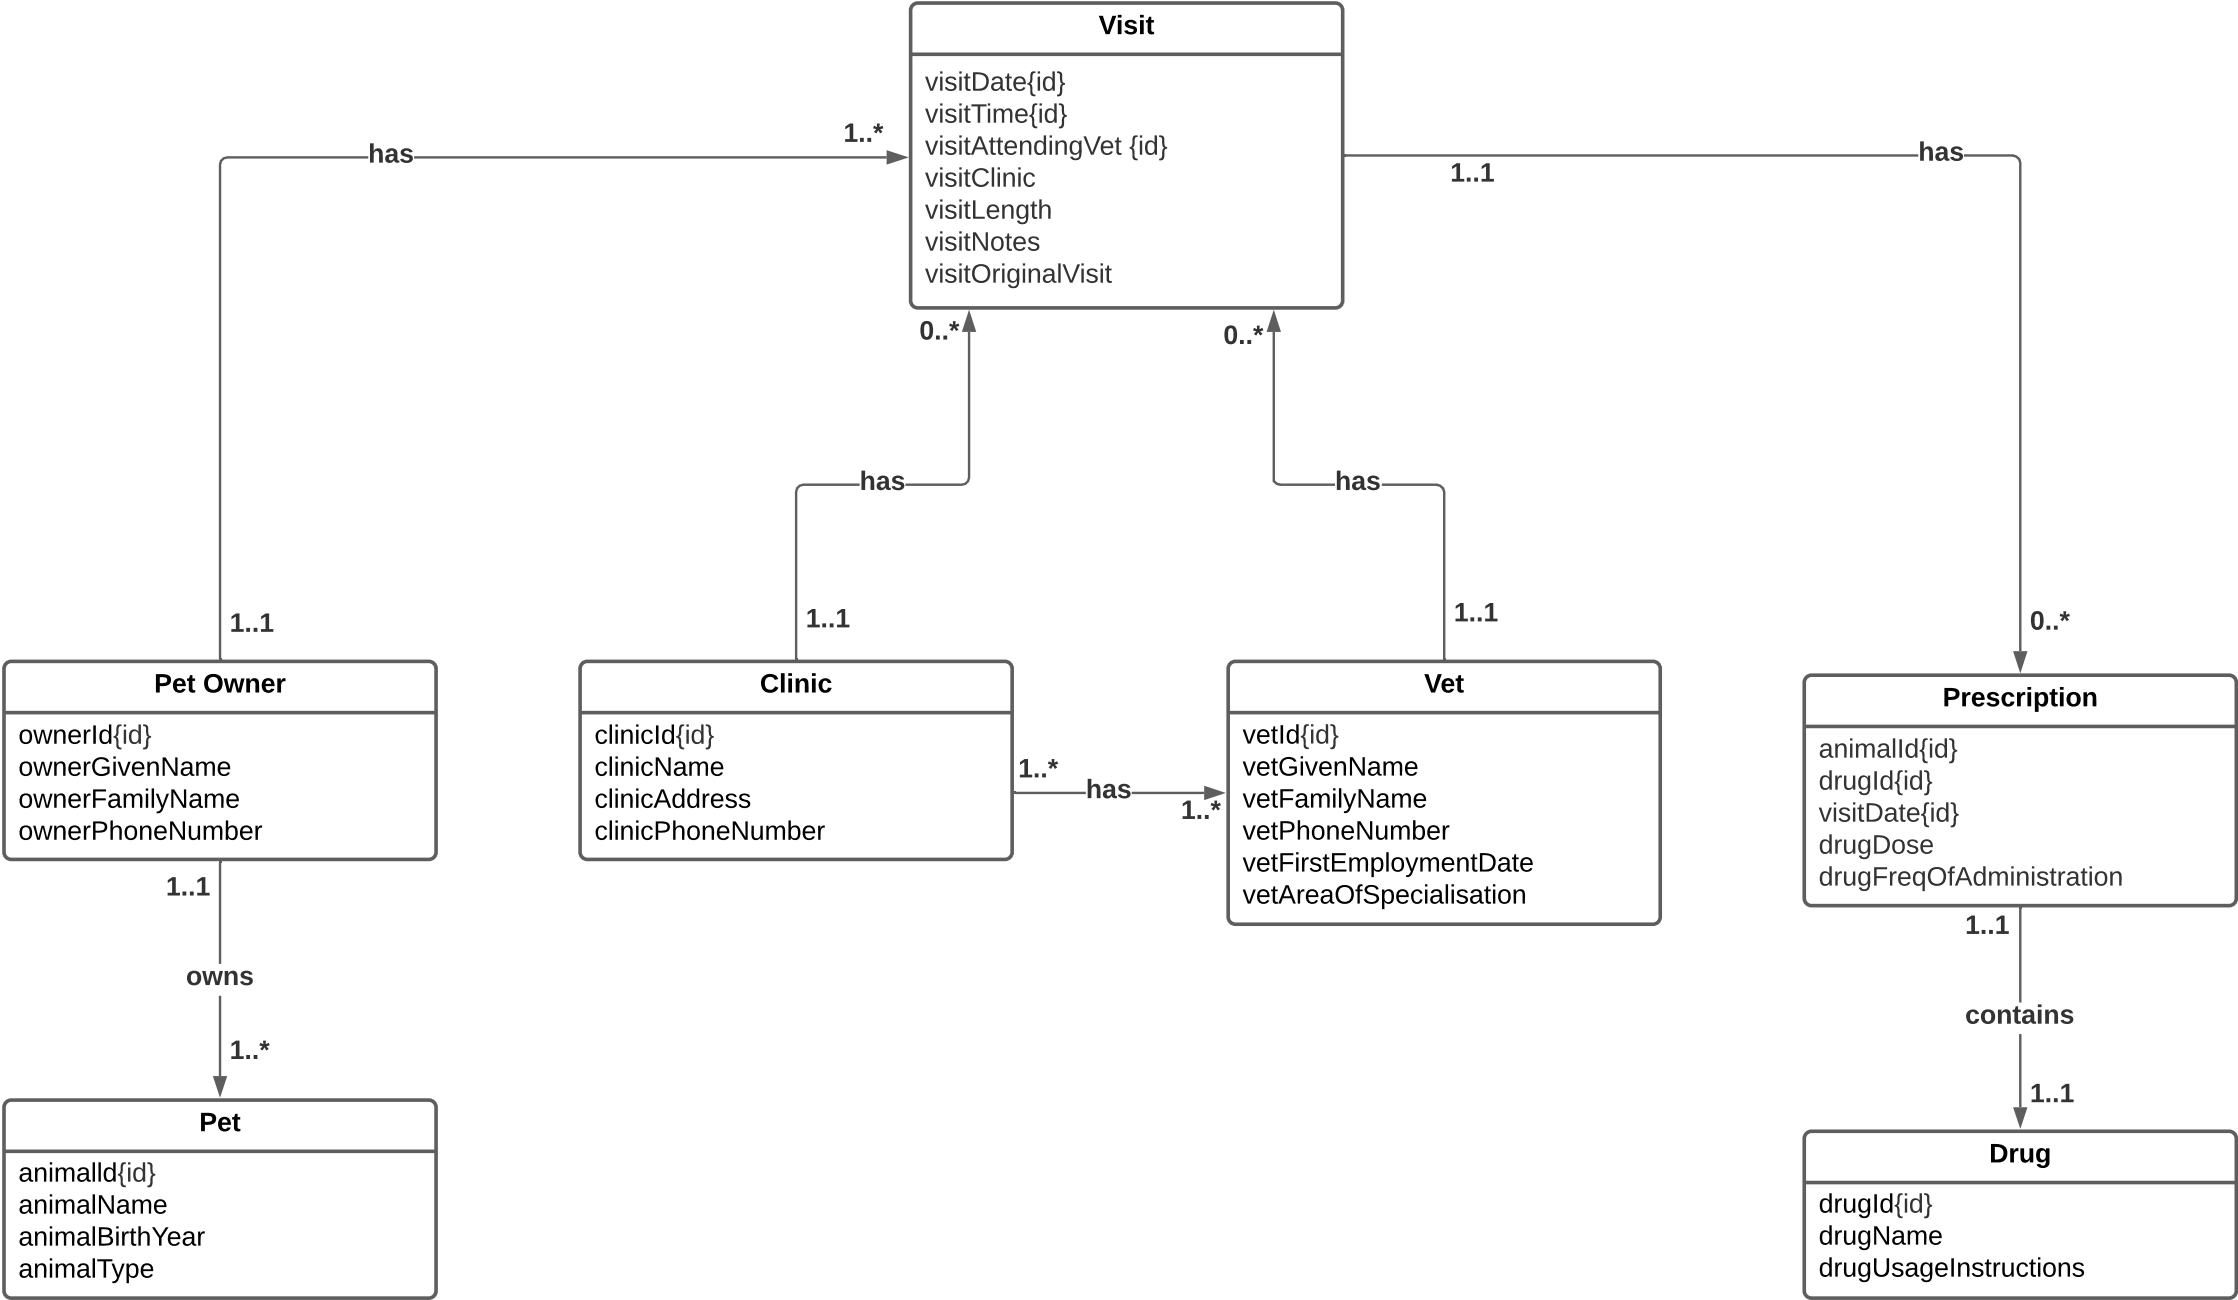 Visit
visitDate{id}
visitTime{id}
visitAttendingVet {id}
visitClinic
visitLength
visitNotes
visitOriginalVisit
1..*
has
1..1
has
0..*
0..*
has
has
1..1
1..1
1..1
0..*
Pet Owner
ownerId{id}
ownerGivenName
ownerFamilyName
ownerPhoneNumber
Clinic
clinicId{id}
clinicName
clinicAddress
clinicPhoneNumber
1..*
has
1..*
Vet
vetId{id}
vetGivenName
vetFamilyName
vetPhoneNumber
vetFirstEmploymentDate
vetAreaOfSpecialisation
Prescription
animalId{id}
drugId{id}
visitDate{id}
drugDose
drugFreqOfAdministration
1..1
owns
1..*
1..1
contains
1..1
Pet
animalId{id}
animalName
animalBirthYear
animalType
Drug
drugId{id}
drugName
drugUsageInstructions